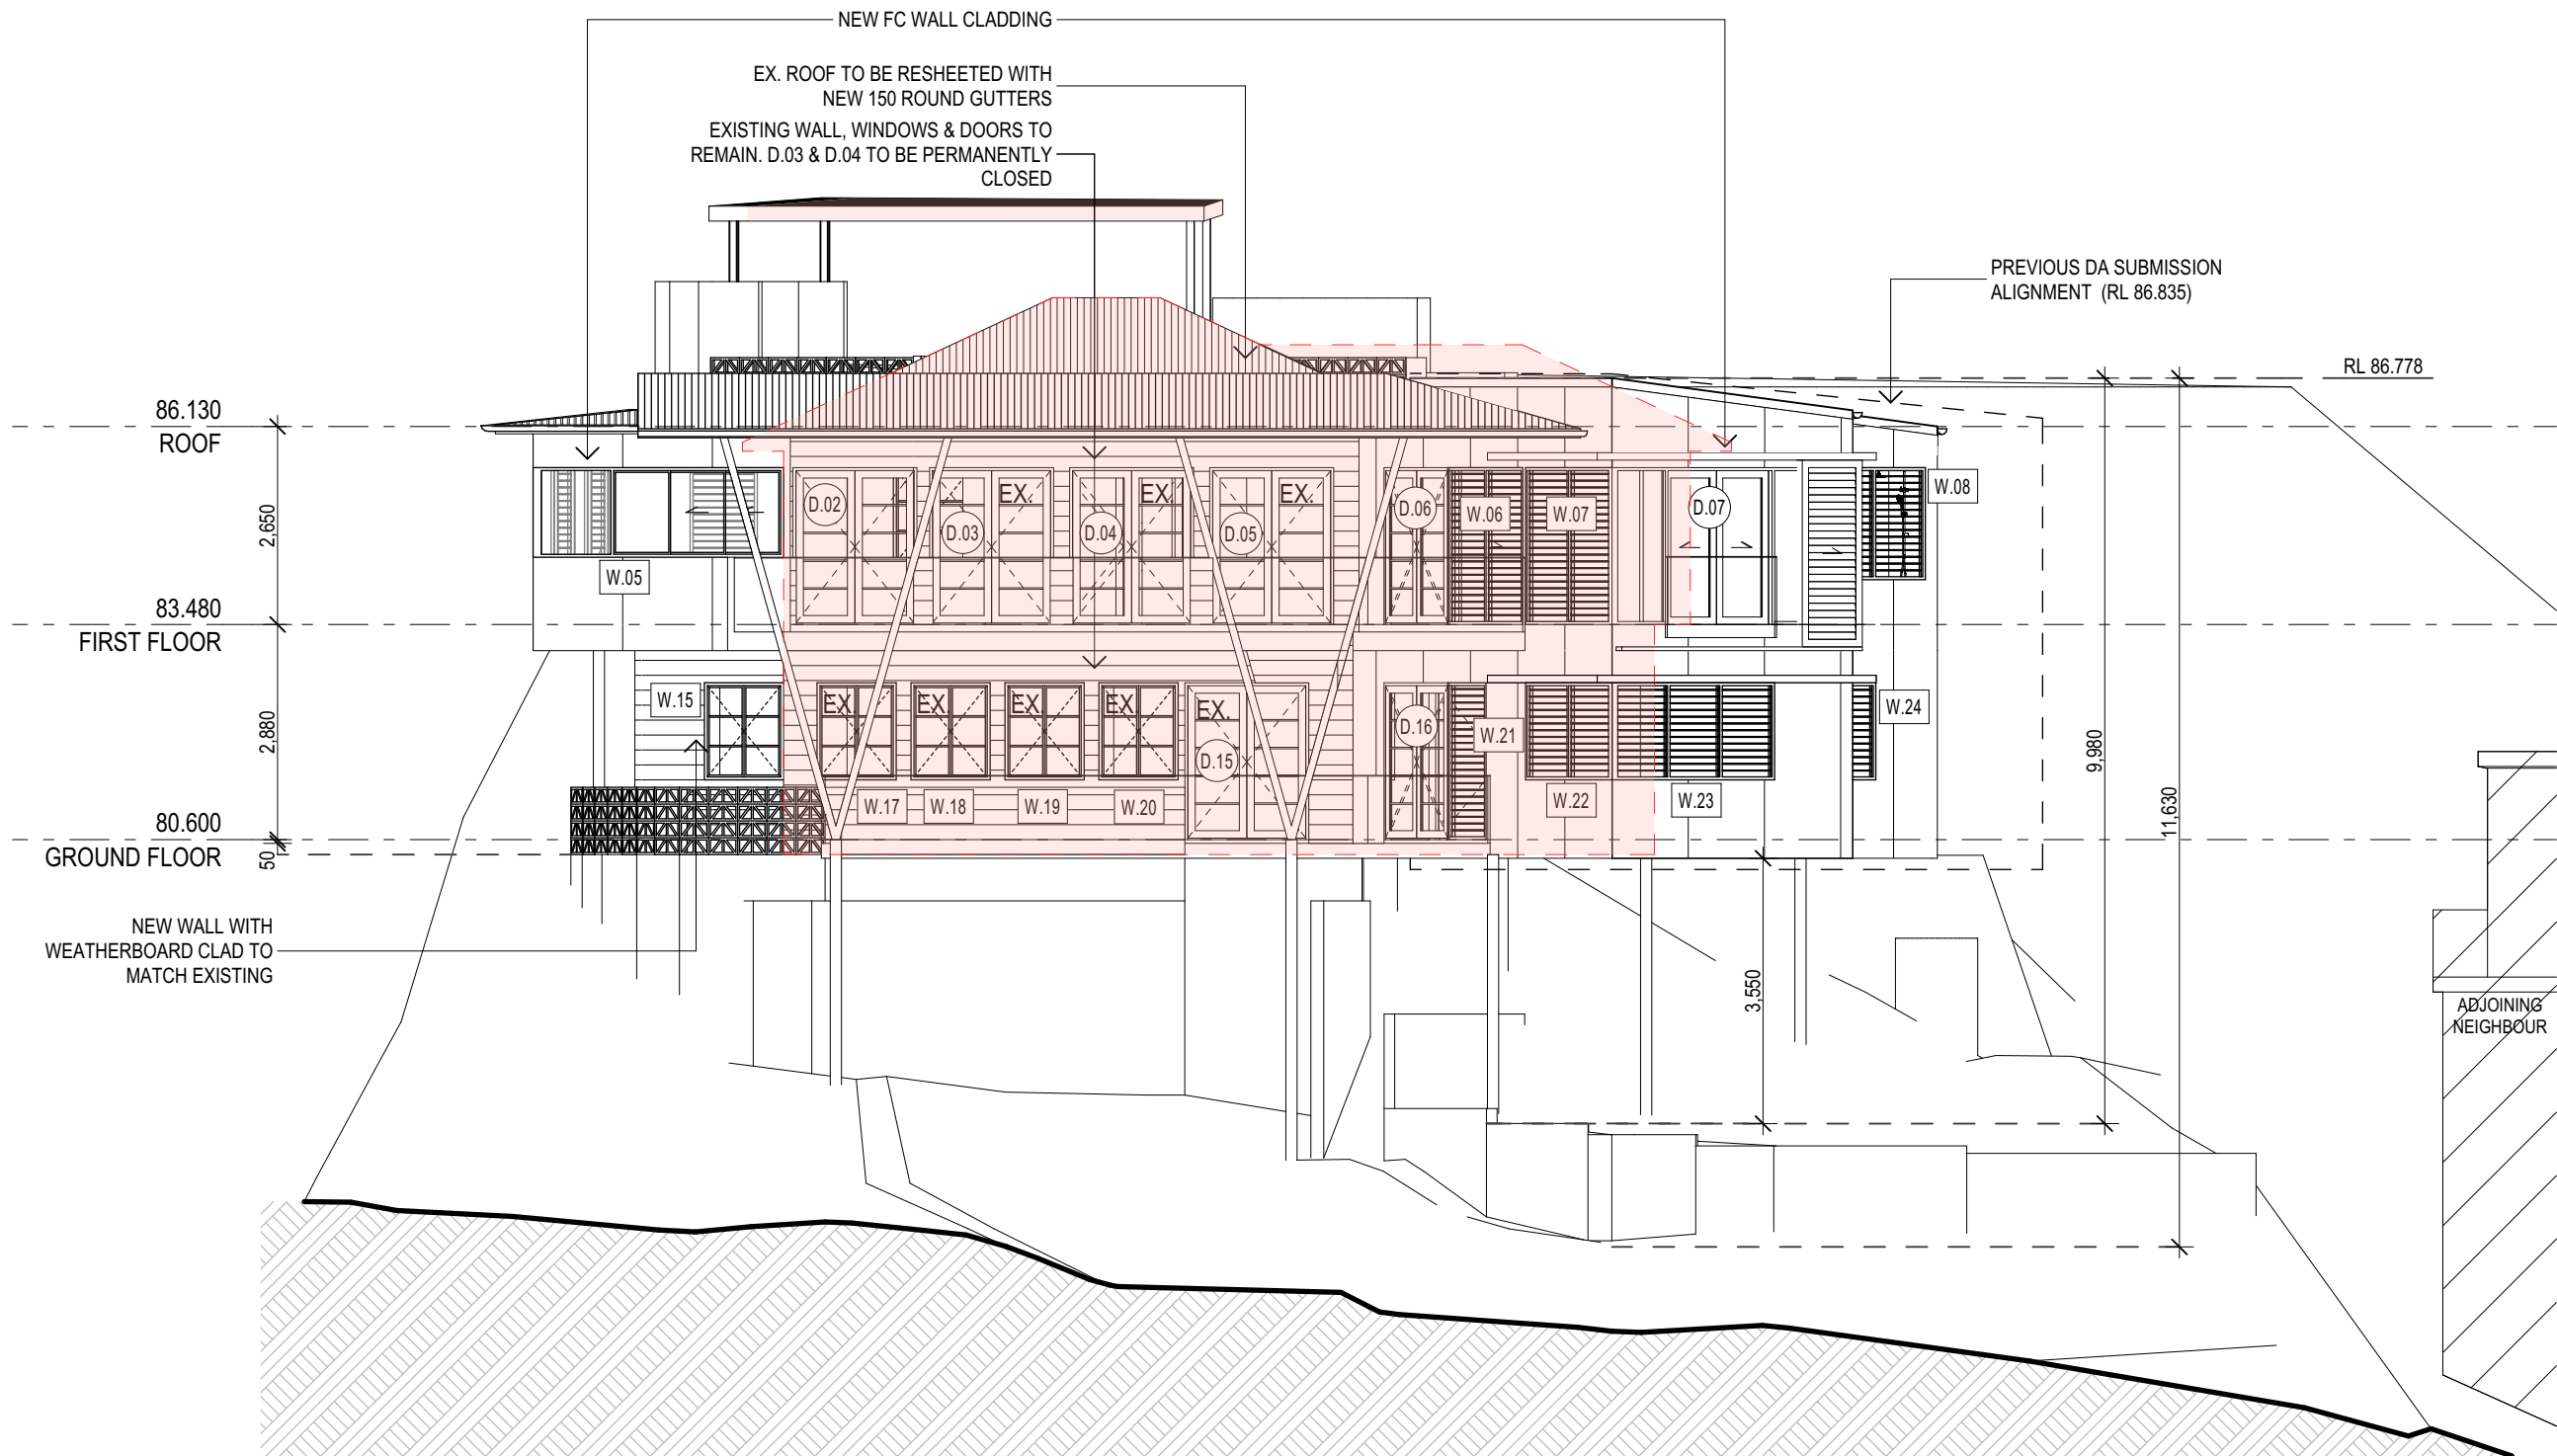 NEW FC WALL CLADDING
EX. ROOF TO BE RESHEETED WITH
NEW 150 ROUND GUTTERS
EXISTING WALL, WINDOWS & DOORS TO
REMAIN. D.03 & D.04 TO BE PERMANENTLY
CLOSED
PREVIOUS DA SUBMISSION
ALIGNMENT (RL 86.835)
RL 86.778
86.130
ROOF
2,650
83.480
FIRST FLOOR
2,880
80.600
GROUND FLOOR
50
D.02
D.03
EX.
D.04
EX.
D.05
EX.
D.06
W.06
W.07
D.07
W.08
W.05
W.15
EX.
EX.
EX.
EX.
EX.
D.15
D.16
W.21
W.24
W.17
W.18
W.19
W.20
W.22
W.23
9,980
11,630
3,550
NEW WALL WITH
WEATHERBOARD CLAD TO
MATCH EXISTING
ADJOINING
NEIGHBOUR